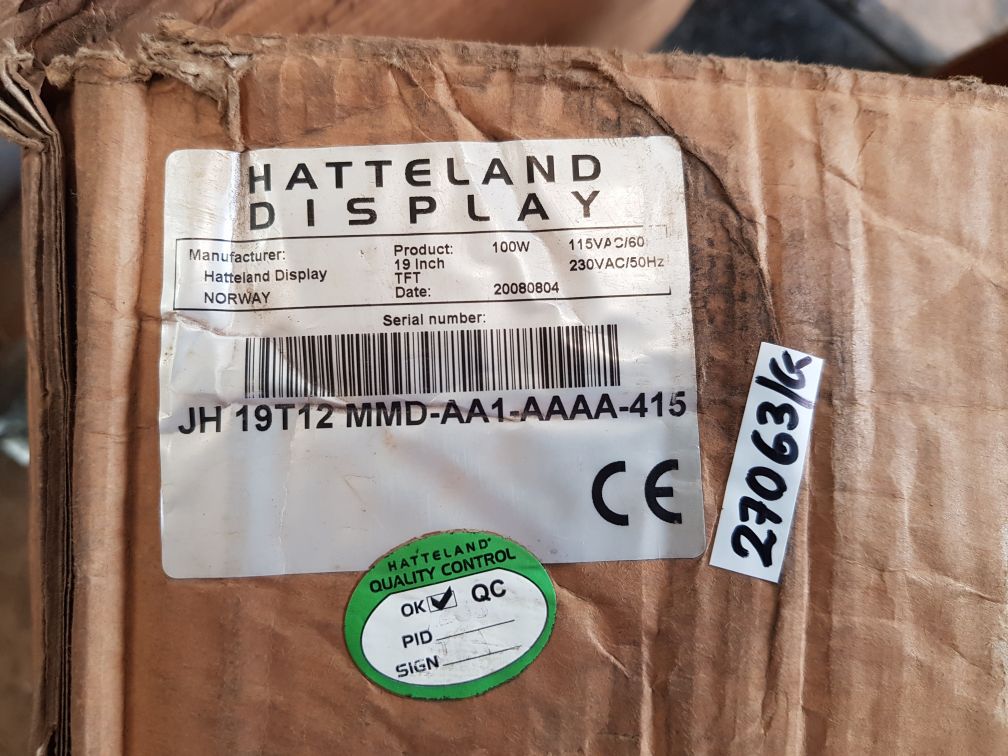 HATTELAND
DISPLAY
Manufacturer:
Hatteland Display
NORWAY
Product: 100W 115VAC/60
19 Inch 230VAC/50Hz
TFT
Date: 20080804
Serial number:
JH 19T12 MMD-AA1-AAAA-415
CE
27063/G
HATTELAND
QUALITY CONTROL
OK QC
PID
SIGN